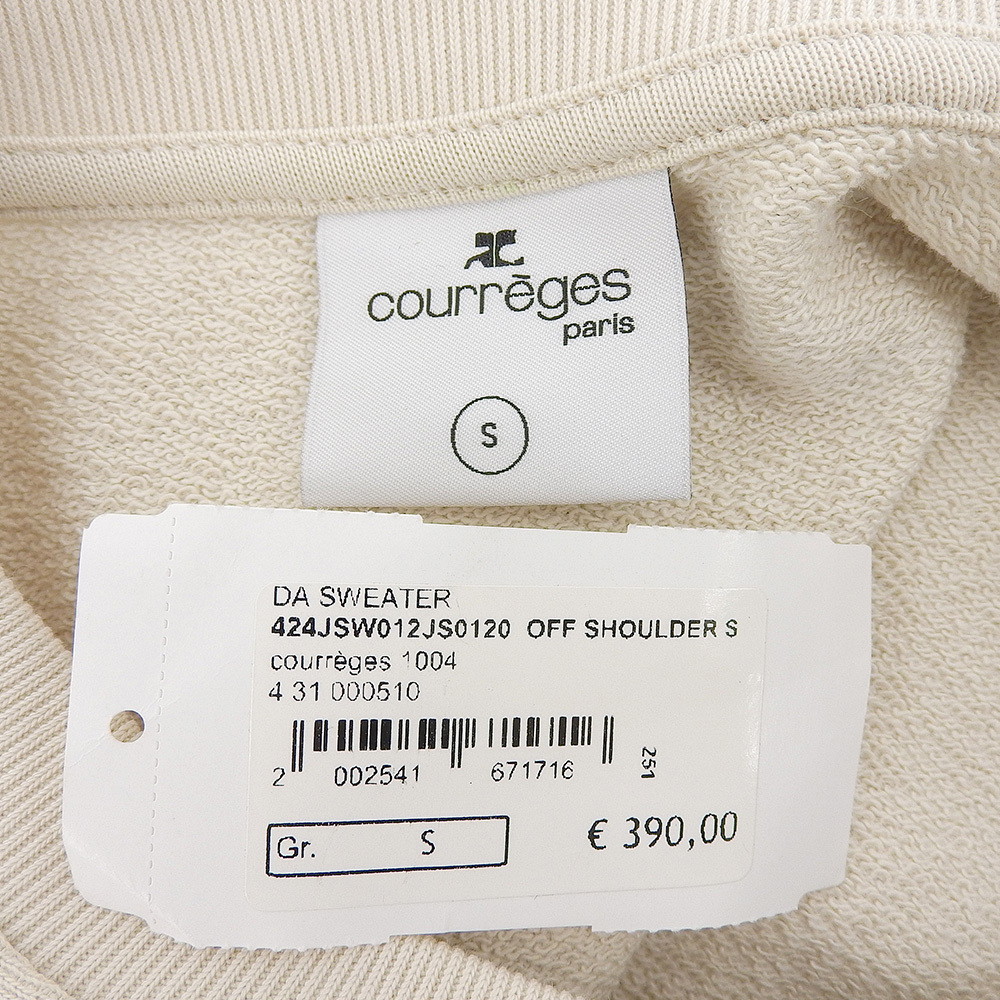 courrèges
paris
S
DA SWEATER
424JSW012JS0120 OFF SHOULDER S
courrèges 1004
4 31 000510
2 002541 671716
251
Gr. S
€ 390,00